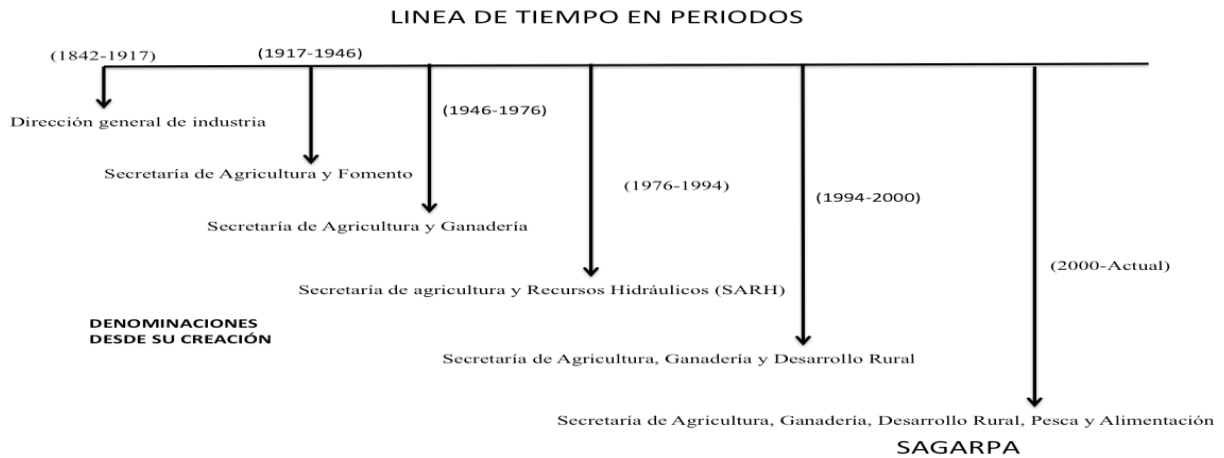 LINEA DE TIEMPO EN PERIODOS
(1842-1917)
(1917-1946)
Dirección general de industria
(1946-1976)
Secretaría de Agricultura y Fomento
(1976-1994)
(1994-2000)
Secretaría de Agricultura y Ganadería
(2000-Actual)
Secretaría de agricultura y Recursos Hidráulicos (SARH)
DENOMINACIONES
DESDE SU CREACIÓN
Secretaría de Agricultura, Ganadería y Desarrollo Rural
Secretaría de Agricultura, Ganadería, Desarrollo Rural, Pesca y Alimentación
SAGARPA